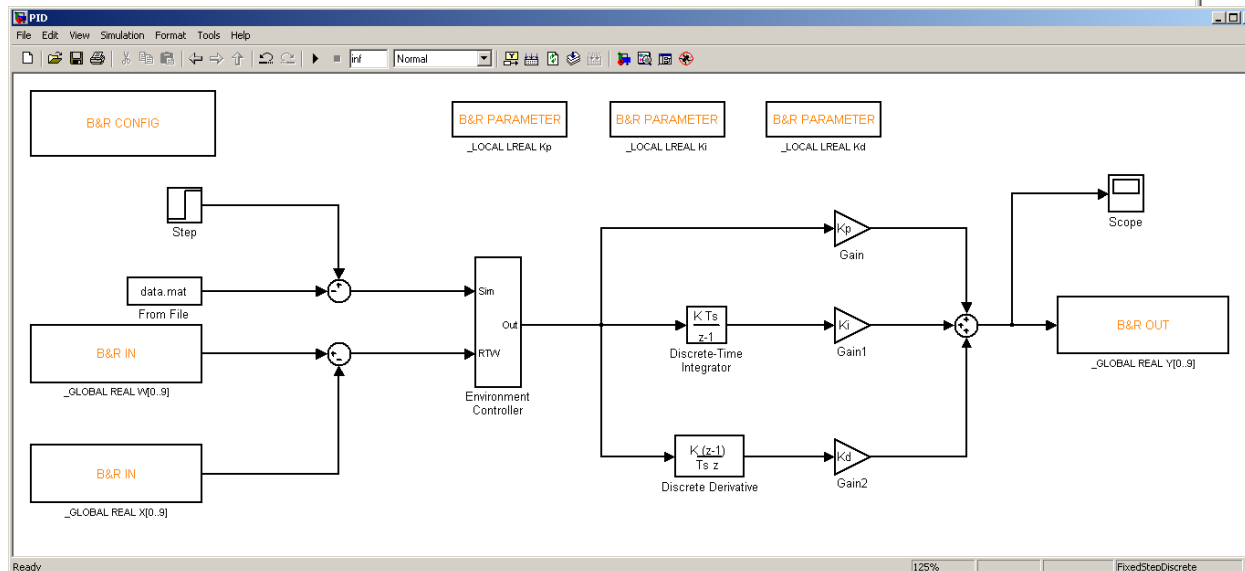 PID
File Edit View Simulation Format Tools Help
inf Normal
B&R CONFIG
B&R PARAMETER B&R PARAMETER B&R PARAMETER
_LOCAL LREAL Kp _LOCAL LREAL Ki _LOCAL LREAL Kd
Step
Scope
Kp
Gain
data.mat
From File
Sim
Out
RTW
Environment
Controller
K Ts
z-1
Discrete-Time
Integrator
Ki
Gain1
B&R OUT
_GLOBAL REAL Y[0..9]
B&R IN
_GLOBAL REAL W[0..9]
K (z-1)
Ts z
Discrete Derivative
Kd
Gain2
B&R IN
_GLOBAL REAL X[0..9]
Ready 125% FixedStepDiscrete